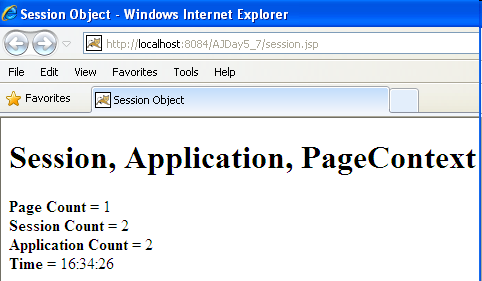 Session Object - Windows Internet Explorer
http://localhost:8084/AJDay5_7/session.jsp
File Edit View Favorites Tools Help
Favorites Session Object
Session, Application, PageContext
Page Count = 1
Session Count = 2
Application Count = 2
Time = 16:34:26